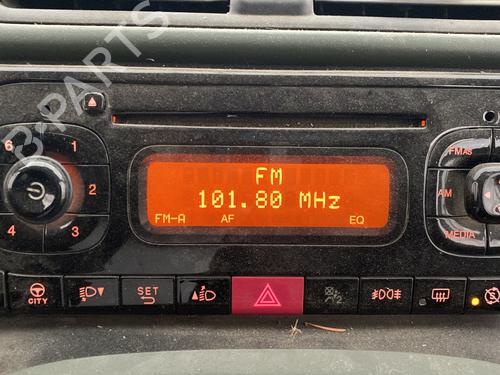 B-PARTS
6 1
FMAS
FM
2
101.80 MHz
AM
4 3
FM-A AF EQ
MEDIA
CITY
SET